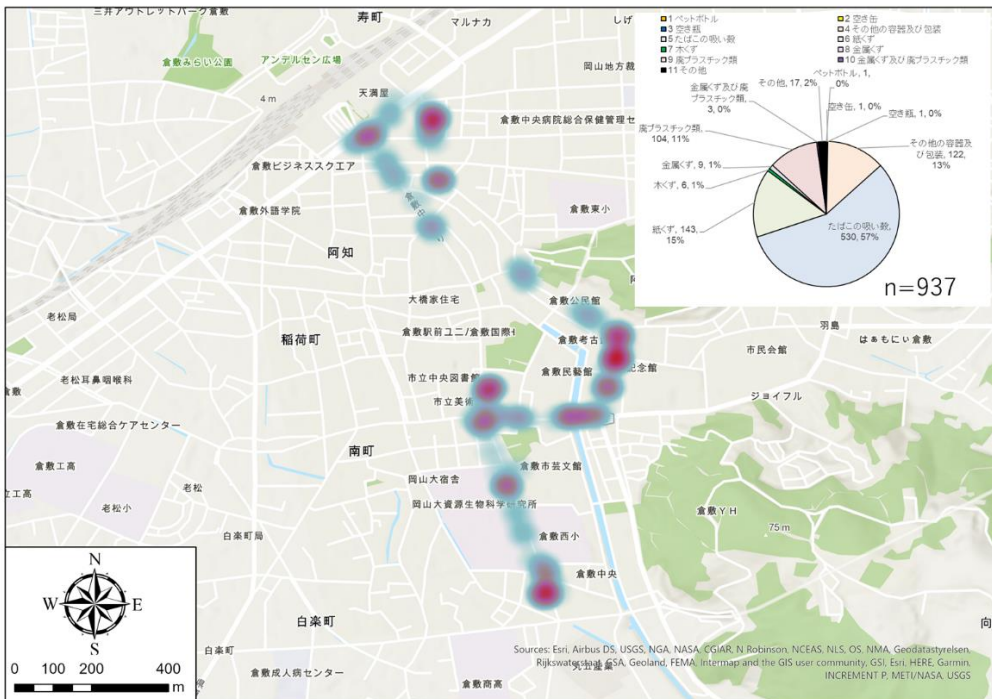 三井アウトレットパーク倉敷
寿町
マルナカ
しげ
倉敷みらい公園
アンデルセン広場
岡山地方裁
4 m
天満屋
倉敷中央病院総合保健管理セ
倉敷ビジネススクエア
倉敷外語学院
倉敷東小
阿知
大橋家住宅
倉敷公民館
老松局
稲荷町
倉敷駅前ユニ/倉敷国際
倉敷考古
羽島
はあもにぃ倉敷
市民会館
老松耳鼻咽喉科
市立中央図書館
倉敷民藝館
記念館
倉敷
市立美術
ジョイフル
倉敷在宅総合ケアセンター
南町
倉敷工高
倉敷市芸文館
立工高
老松
岡山大宿舎
老松小
岡山大資源生物科学研究所
倉敷YH
75 m
白楽町局
倉敷西小
倉敷中央
白楽町
向
白楽町
倉敷成人病センター
倉敷商高
丸公産業
1 ペットボトル
2 空き缶
3 空き瓶
4 その他の容器及び包装
5 たばこの吸い殻
6 紙くず
7 木くず
8 金属くず
9 廃プラスチック類
10 金属くず及び廃プラスチック類
11 その他
金属くず及び廃
プラスチック類,
3, 0%
その他, 17, 2%
ペットボトル, 1,
0%
空き缶, 1, 0%
空き瓶, 1, 0%
廃プラスチック類,
104, 11%
その他の容器及
び包装, 122,
13%
金属くず, 9, 1%
木くず, 6, 1%
紙くず, 143,
15%
たばこの吸い殻,
530, 57%
n=937
N
W
E
S
0 100 200 400
m
Sources: Esri, Airbus DS, USGS, NGA, NASA, CGIAR, N Robinson, NCEAS, NLS, OS, NMA, Geodatastyrelsen,
Rijkswaterstaat, GSA, Geoland, FEMA, Intermap and the GIS user community, GSI, Esri, HERE, Garmin,
INCREMENT P, METI/NASA, USGS